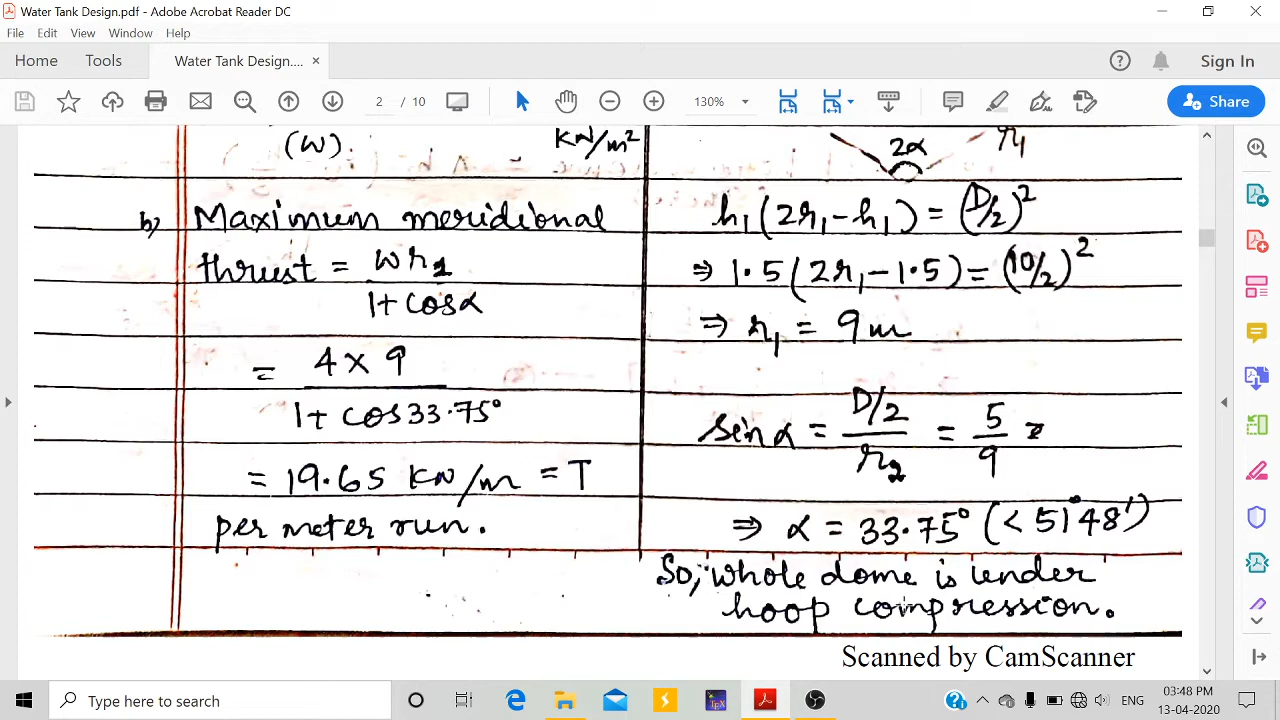 Water Tank Design.pdf - Adobe Acrobat Reader DC
File Edit View Window Help
Home Tools Water Tank Design.... × Sign In
2 / 10 130% Share
(W). KN/m²
2α r₁
b) Maximum meridional
thrust = wr₁ / 1+cosα
= 4 × 9 / 1+ cos33.75°
= 19.65 KN/m = T
per meter run.
h₁(2r₁-h₁) = (D/2)²
⇒ 1.5(2r₁-1.5) = (10/2)²
⇒ r₁ = 9m
sinα = D/2 / r₂ = 5/9
⇒ α = 33.75° (< 51°48')
So, whole dome is under
hoop compression.
Scanned by CamScanner
Type here to search
ENG 03:48 PM
13-04-2020